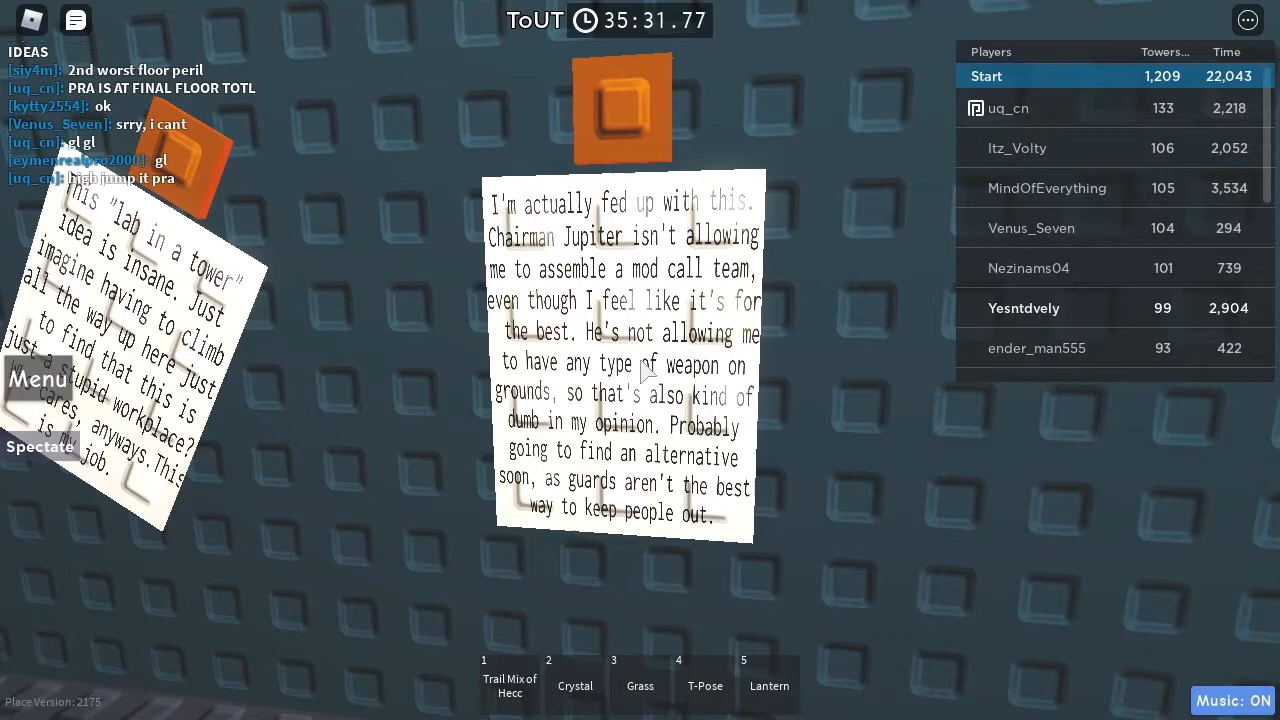 ToUT 35:31.77
IDEAS
[siy4m]: 2nd worst floor peril
[uq_cn]: PRA IS AT FINAL FLOOR TOTL
[kytty2554]: ok
[Venus_Seven]: srry, i cant
[uq_cn]: gl gl
[eymenrealpro2000]: gl
[uq_cn]: high jump it pra
This "lab in a tower"
idea is insane. Just
imagine having to climb
all the way up here just
to find that this is
just a stupid workplace?
cares, anyways. This
is my job.
Menu
Spectate
I'm actually fed up with this.
Chairman Jupiter isn't allowing
me to assemble a mod call team,
even though I feel like it's for
the best. He's not allowing me
to have any type of weapon on
grounds, so that's also kind of
dumb in my opinion. Probably
going to find an alternative
soon, as guards aren't the best
way to keep people out.
Players Towers... Time
Start 1,209 22,043
uq_cn 133 2,218
Itz_Volty 106 2,052
MindOfEverything 105 3,534
Venus_Seven 104 294
Nezinams04 101 739
Yesntdvely 99 2,904
ender_man555 93 422
1 Trail Mix of Hecc
2 Crystal
3 Grass
4 T-Pose
5 Lantern
Place Version: 2175
Music: ON